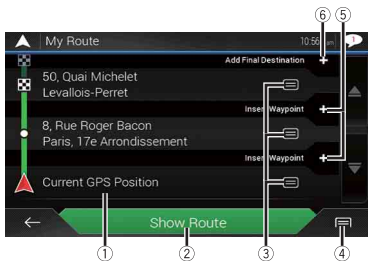 ⑥ ⑤
My Route 10:56 am 1
Add Final Destination +
50, Quai Michelet
Levallois-Perret
Insert Waypoint +
8, Rue Roger Bacon
Paris, 17e Arrondissement
Insert Waypoint +
Current GPS Position
Show Route
① ② ③ ④